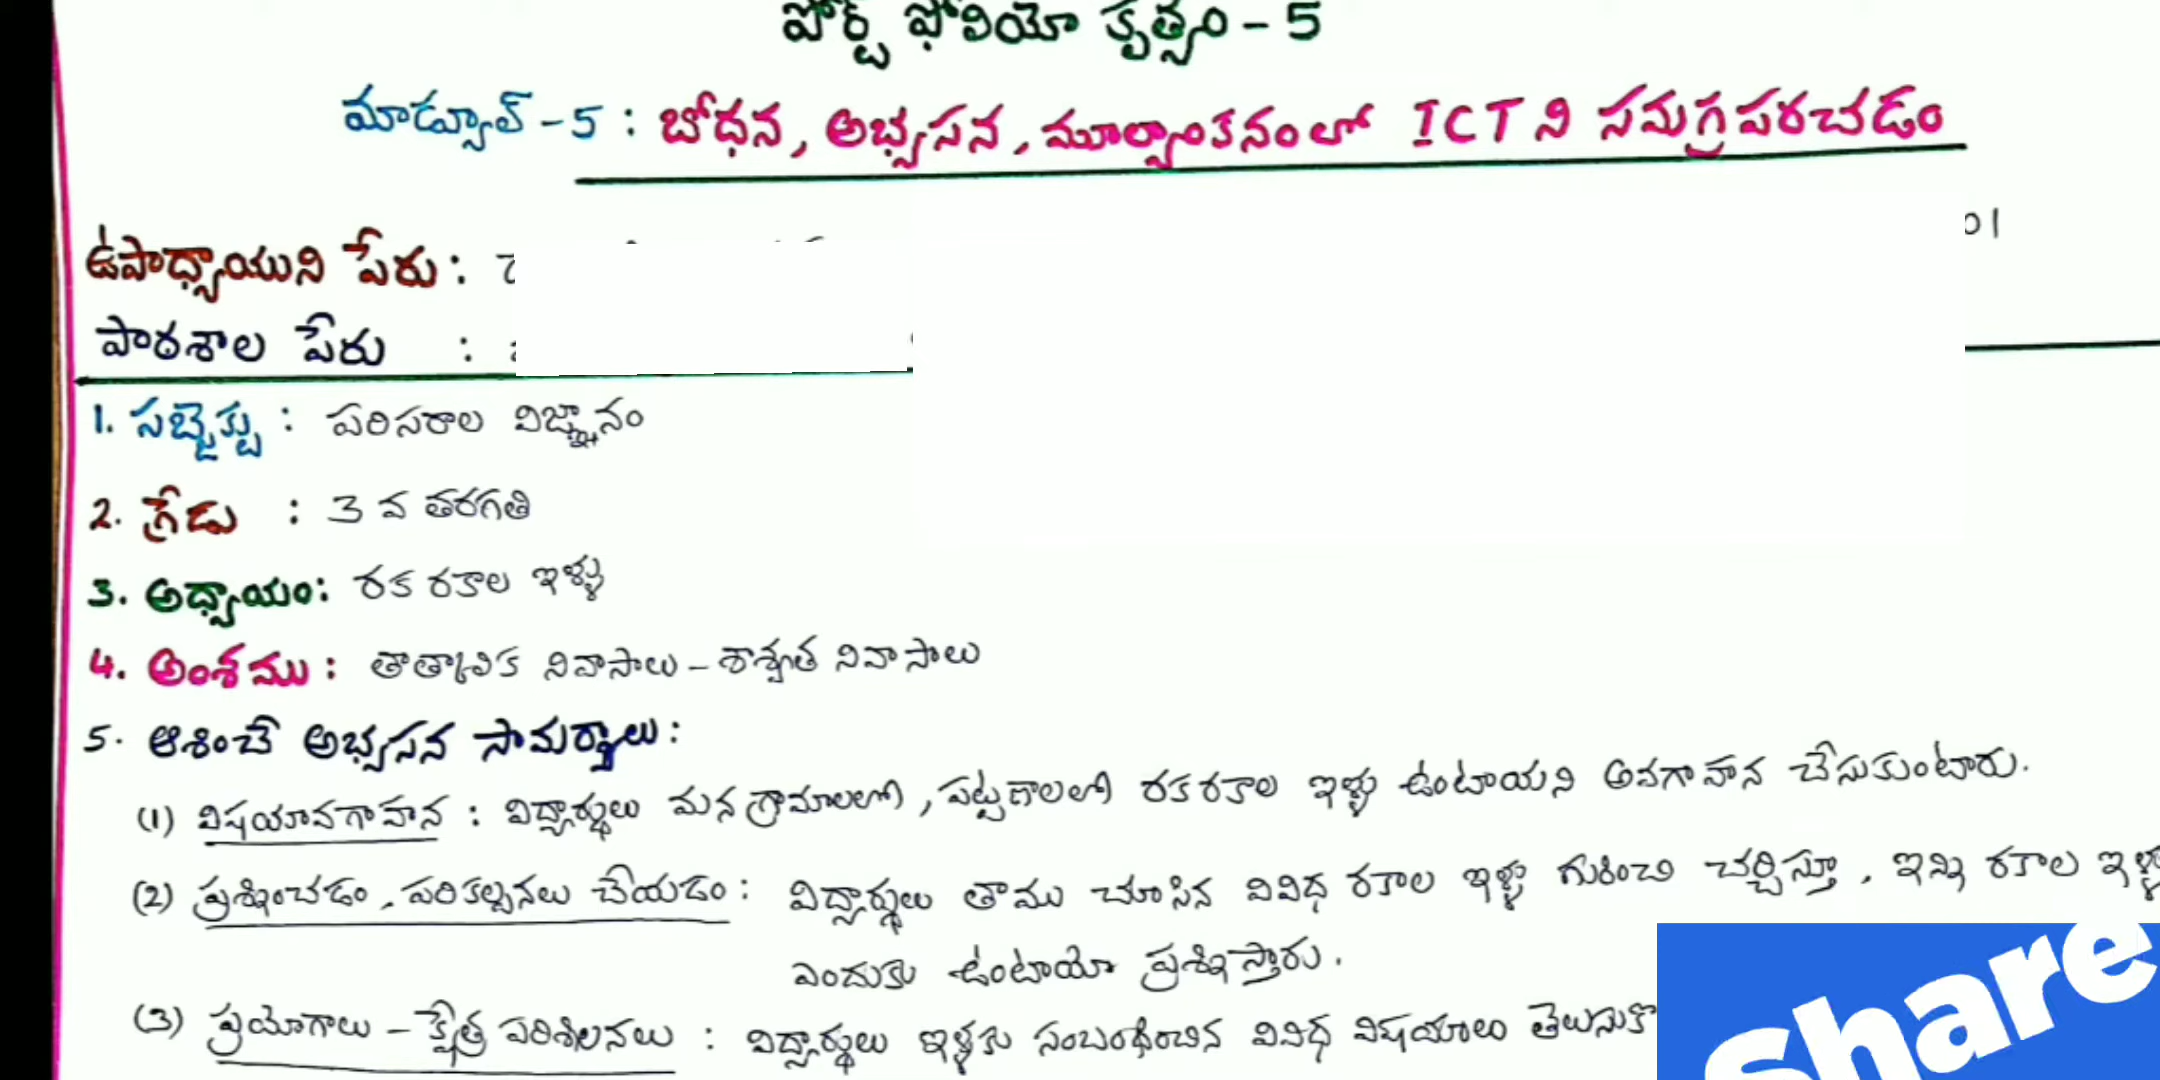 పోర్ట్ ఫోలియో కృత్యం - 5
మాడ్యూల్ - 5 : బోధన, అభ్యసన, మూల్యాంకనంలో ICT ని సమగ్రపరచడం
ఉపాధ్యాయుని పేరు :
పాఠశాల పేరు :
1. సబ్జెక్టు : పరిసరాల విజ్ఞానం
2. గ్రేడు : 3 వ తరగతి
3. అధ్యాయం: రకరకాల ఇళ్ళు
4. అంశము : తాత్కాలిక నివాసాలు - శాశ్వత నివాసాలు
5. ఆశించే అభ్యసన సామర్థ్యాలు :
(1) విషయావగాహన : విద్యార్థులు మన గ్రామాలలో, పట్టణాలలో రకరకాల ఇళ్ళు ఉంటాయని అవగాహన చేసుకుంటారు.
(2) ప్రశ్నించడం, పరికల్పనలు చేయడం : విద్యార్థులు తాము చూసిన వివిధ రకాల ఇళ్ళ గురించి చర్చిస్తూ, ఇన్ని రకాల ఇళ్ళు
ఎందుకు ఉంటాయో ప్రశ్నిస్తారు.
(3) ప్రయోగాలు - క్షేత్ర పరిశీలనలు : విద్యార్థులు ఇళ్ళకు సంబంధించిన వివిధ విషయాలు తెలుసుకొ
Share